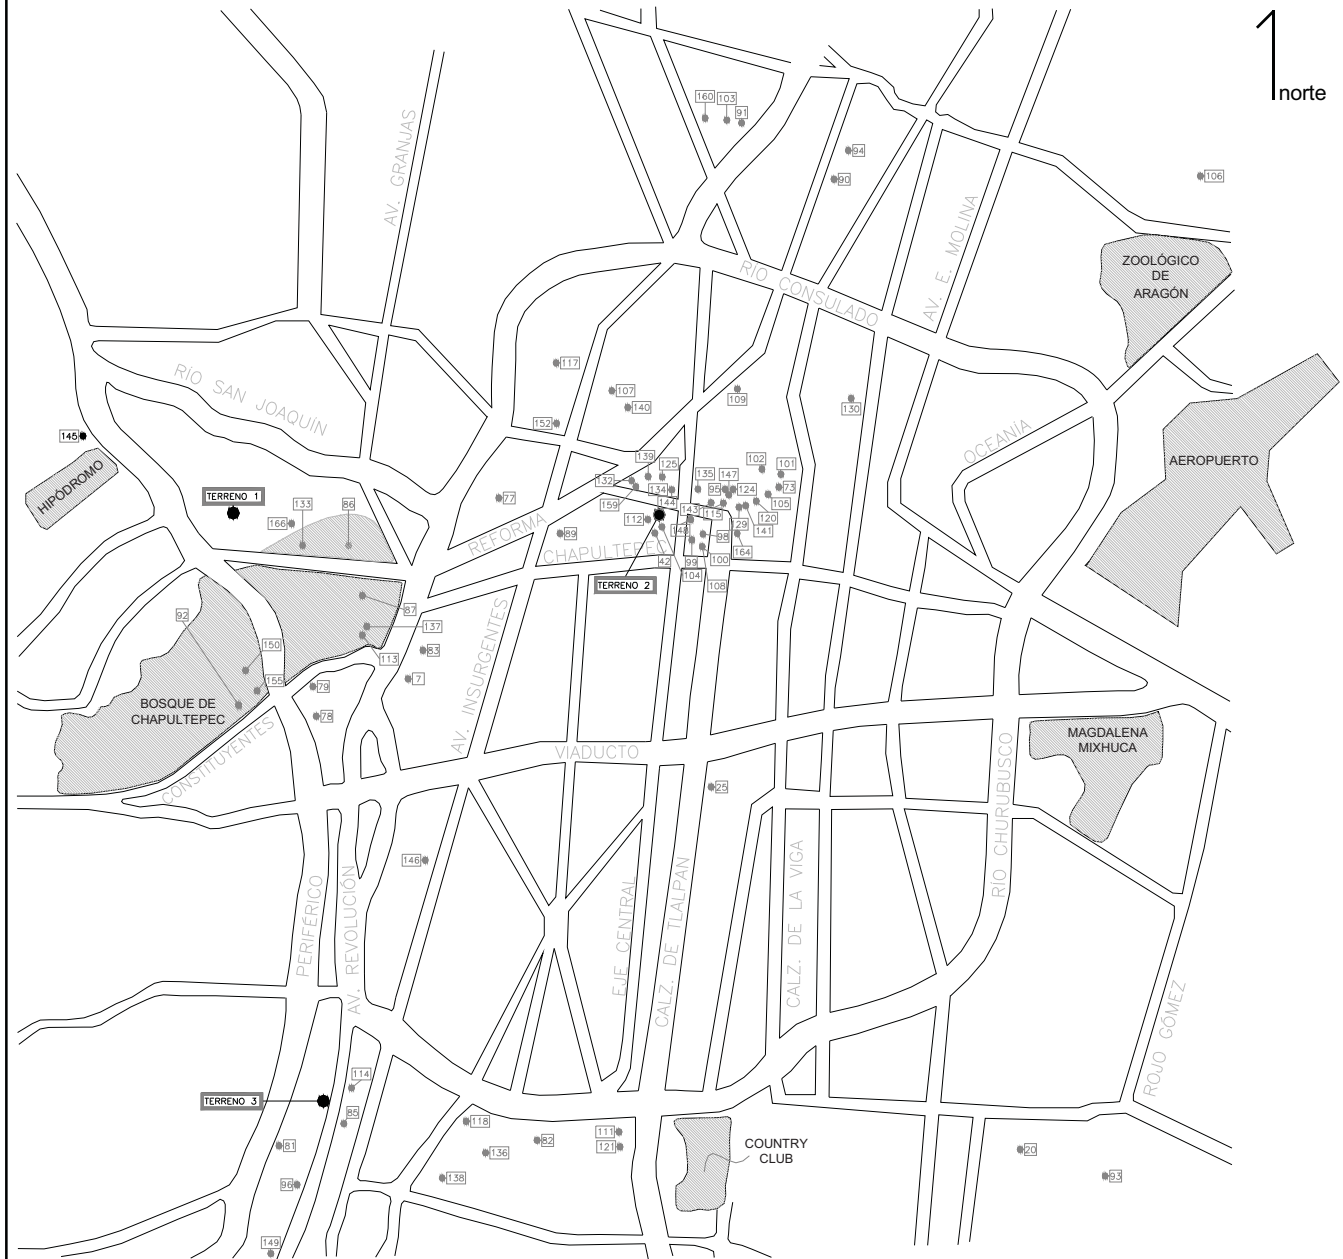 norte
160
103
91
94
90
106
AV. GRANJAS
AV. E. MOLINA
ZOOLÓGICO
DE
ARAGÓN
RIO CONSULADO
117
107
140
109
130
152
RÍO SAN JOAQUÍN
OCEANÍA
145
HIPÓDROMO
AEROPUERTO
TERRENO 1
133
86
166
77
REFORMA
89
CHAPULTEPEC
139
125
132
134
159
144
112
143
148
135
147
95
124
115
102
101
73
105
120
141
129
164
98
99
100
42
104
108
TERRENO 2
87
137
113
83
7
92
150
155
79
78
BOSQUE DE
CHAPULTEPEC
CONSTITUYENTES
AV. INSURGENTES
VIADUCTO
25
MAGDALENA
MIXHUCA
RÍO CHURUBUSCO
146
PERIFÉRICO
AV. REVOLUCIÓN
EJE CENTRAL
CALZ. DE TLALPAN
CALZ. DE LA VIGA
ROJO GÓMEZ
114
TERRENO 3
85
81
96
149
118
136
138
82
111
121
COUNTRY
CLUB
20
93